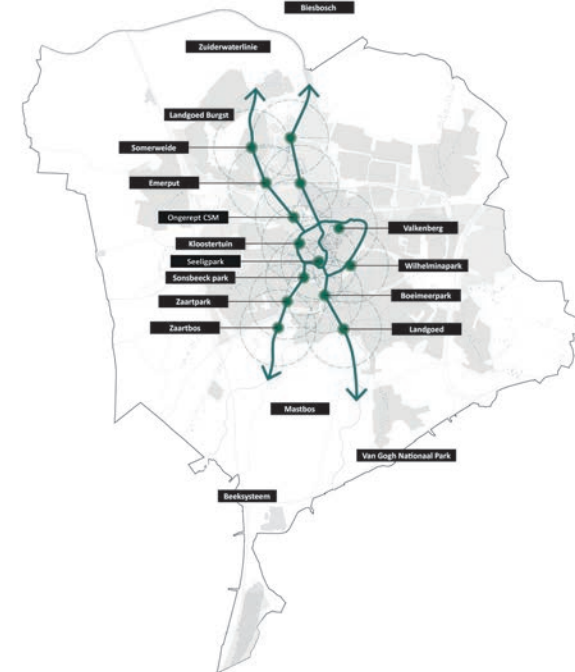 Biesbosch
Zuiderwaterlinie
Landgoed Burgst
Somerweide
Emerput
Ongerept CSM
Valkenberg
Kloostertuin
Seeligpark
Wilhelminapark
Sonsbeeck park
Boeimeerpark
Zaartpark
Zaartbos
Landgoed
Mastbos
Van Gogh Nationaal Park
Beeksysteem